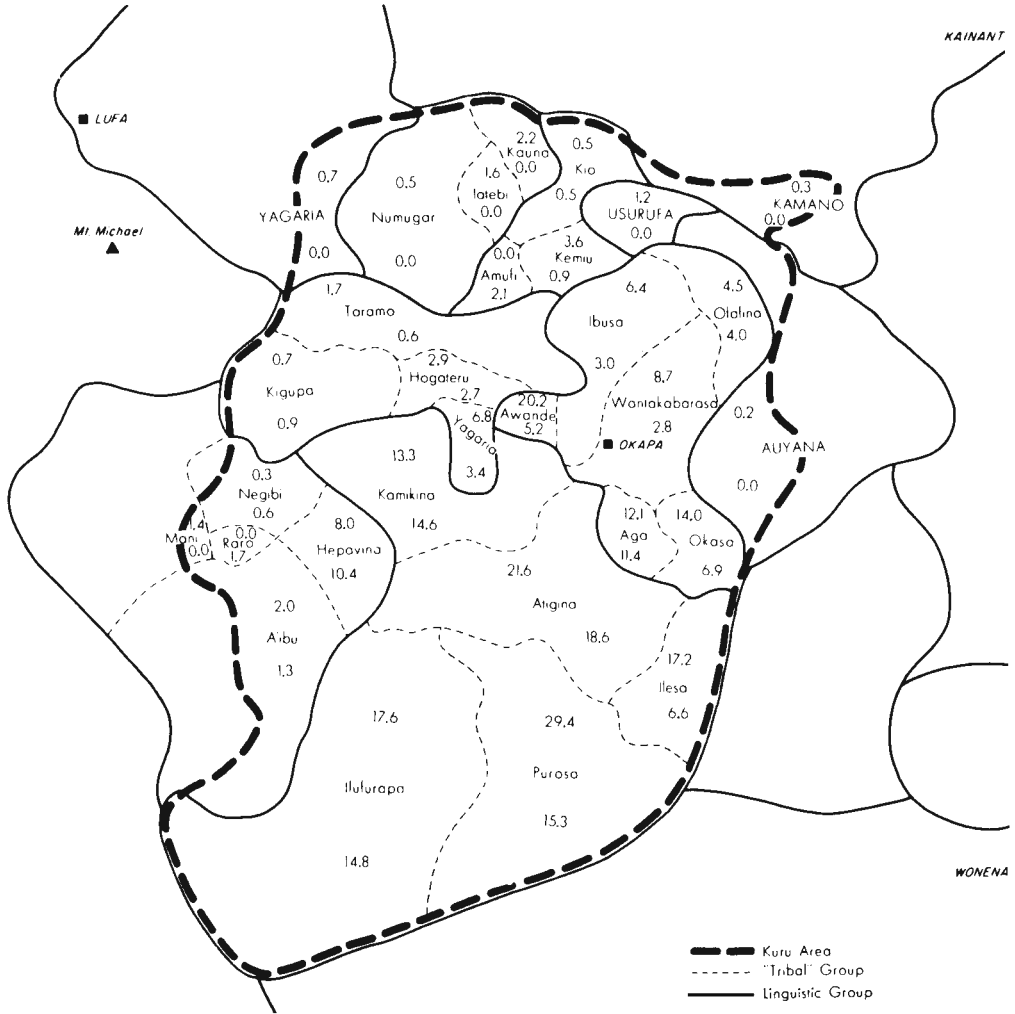 KAINANT
LUFA
2.2
Kauna
0.0
0.5
Kio
0.5
0.7
0.5
1.6
Iatebi
0.0
0.3
KAMANO
0.0
1.2
USURUFA
0.0
YAGARIA
Numugar
Mt. Michael
0.0
0.0
0.0
Amufi
2.1
3.6
Kemiu
0.9
1.7
Taramo
0.6
6.4
Ibusa
3.0
4.5
Otafina
4.0
0.7
Kigupa
0.9
2.9
Hogateru
2.7
8.7
Wantakabarasa
2.8
OKAPA
20.2
Awande
5.2
6.8
Yagaria
3.4
0.2
AUYANA
0.0
13.3
Kamikina
14.6
0.3
Negibi
0.6
1.4
Mani
0.0
0.0
Rara
1.7
8.0
Hepavina
10.4
12.1
Aga
11.4
14.0
Okasa
6.9
21.6
Atigina
18.6
2.0
A'ibu
1.3
17.2
Ilesa
6.6
17.6
Ilufurapa
14.8
29.4
Purosa
15.3
WONENA
Kuru Area
"Tribal" Group
Linguistic Group